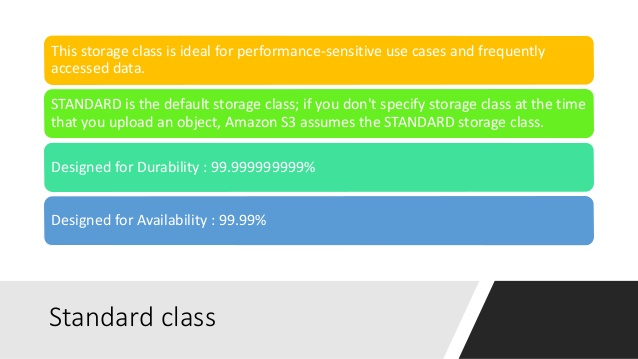 This storage class is ideal for performance-sensitive use cases and frequently
accessed data.
STANDARD is the default storage class; if you don't specify storage class at the time
that you upload an object, Amazon S3 assumes the STANDARD storage class.
Designed for Durability : 99.999999999%
Designed for Availability : 99.99%
Standard class